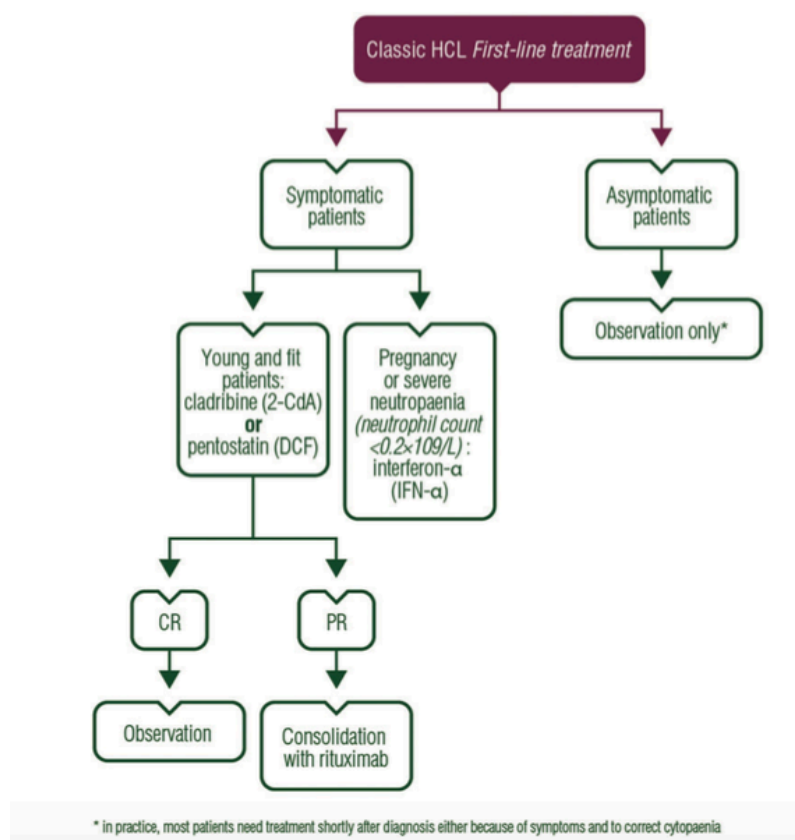 Classic HCL First-line treatment
Symptomatic
patients
Asymptomatic
patients
Young and fit
patients:
cladribine (2-CdA)
or
pentostatin (DCF)
Pregnancy
or severe
neutropaenia
(neutrophil count
<0.2×109/L) :
interferon-α
(IFN-α)
Observation only*
CR
PR
Observation
Consolidation
with rituximab
* in practice, most patients need treatment shortly after diagnosis either because of symptoms and to correct cytopaenia